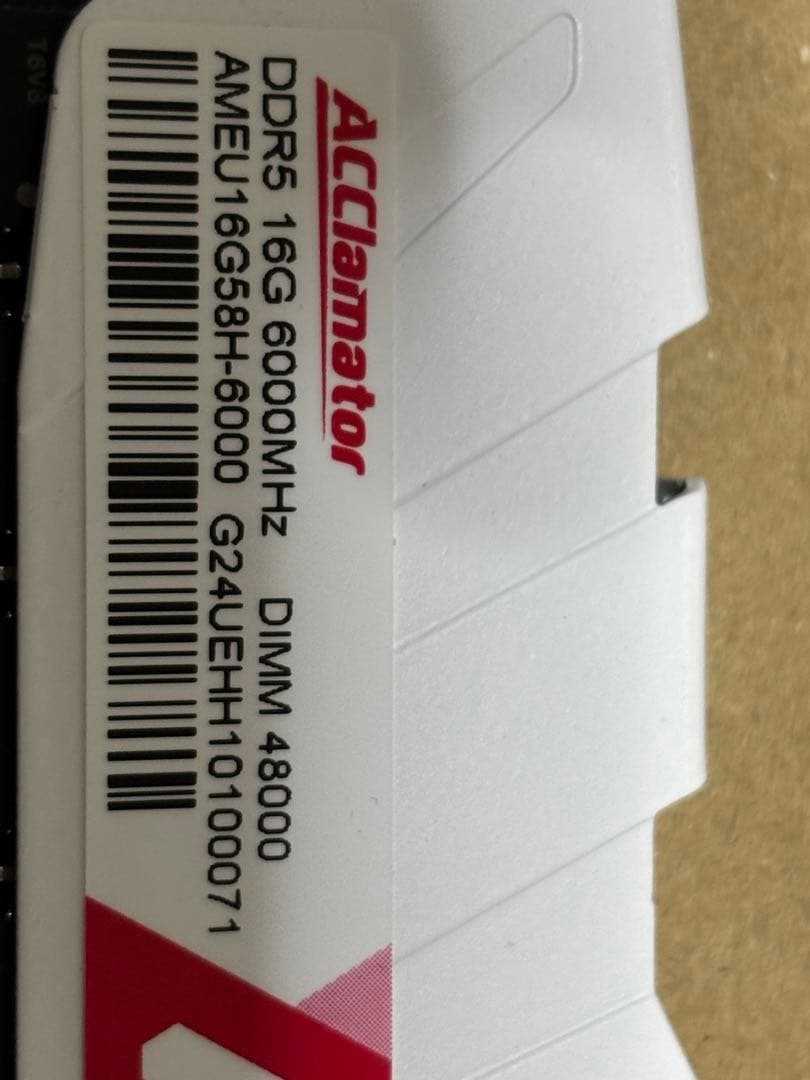 ACClamator
DDR5 16G 6000MHz DIMM 48000
AMEU16G58H-6000 G24UEHH10100071